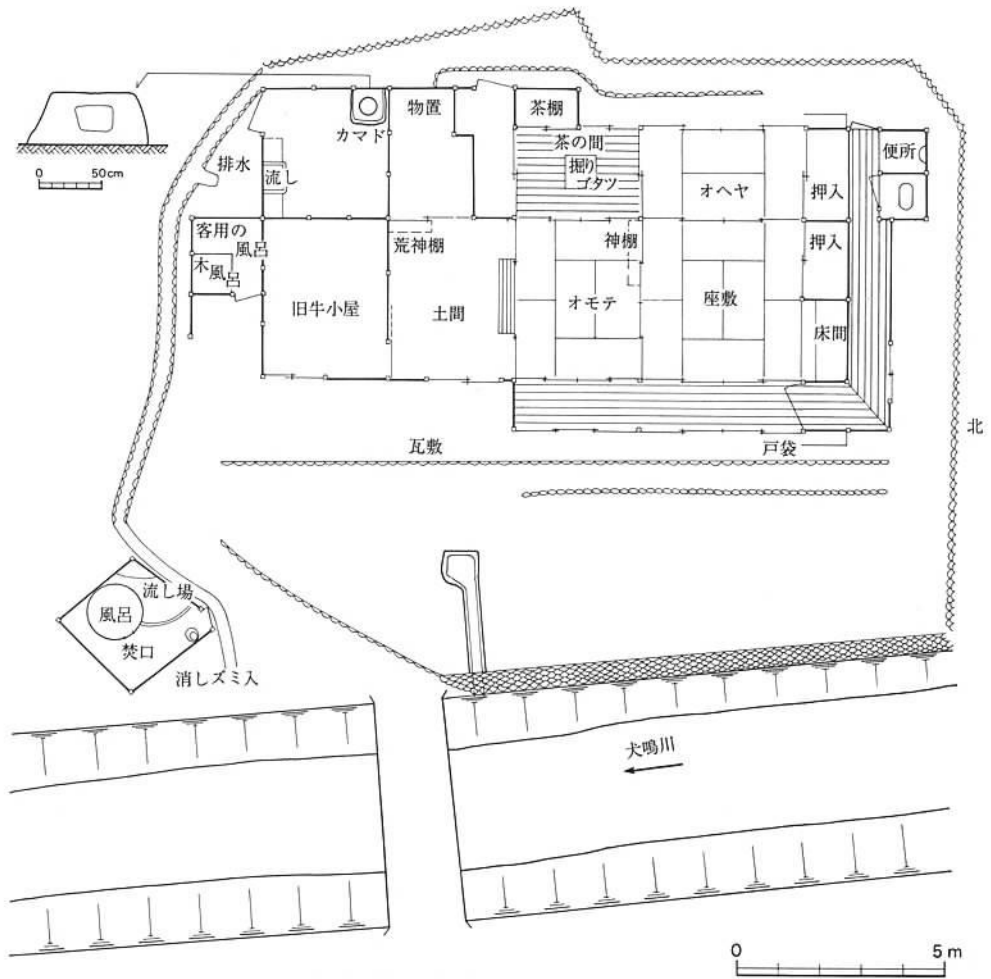 物置
茶棚
カマド
茶の間
掘り
ゴタツ
オヘヤ
押入
便所
0 50cm
排水
流し
客用の
風呂
木
風呂
荒神棚
神棚
押入
旧牛小屋
土間
オモテ
座敷
床間
瓦敷
戸袋
北
流し場
風呂
焚口
消しズミ入
犬鳴川
0 5m